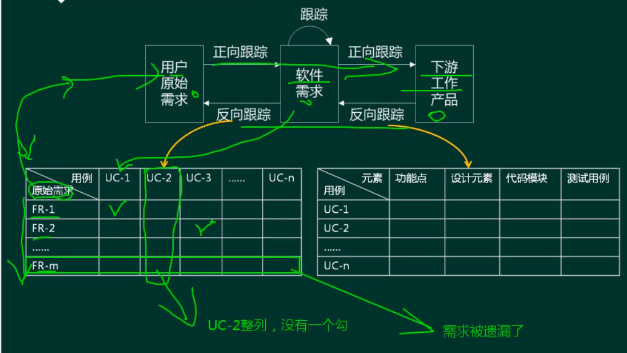 跟踪
正向跟踪
正向跟踪
用户
原始
需求
软件
需求
下游
工作
产品
反向跟踪
反向跟踪
用例
原始需求
UC-1
UC-2
UC-3
......
UC-n
FR-1
FR-2
......
FR-m
元素
用例
功能点
设计元素
代码模块
测试用例
UC-1
UC-2
......
UC-n
UC-2整列，没有一个勾
需求被遗漏了